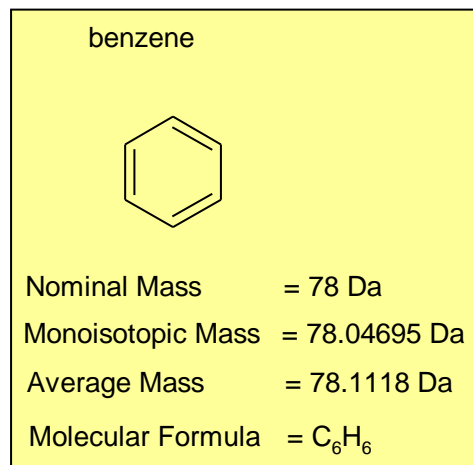 benzene
Nominal Mass = 78 Da
Monoisotopic Mass = 78.04695 Da
Average Mass = 78.1118 Da
Molecular Formula = C₆H₆